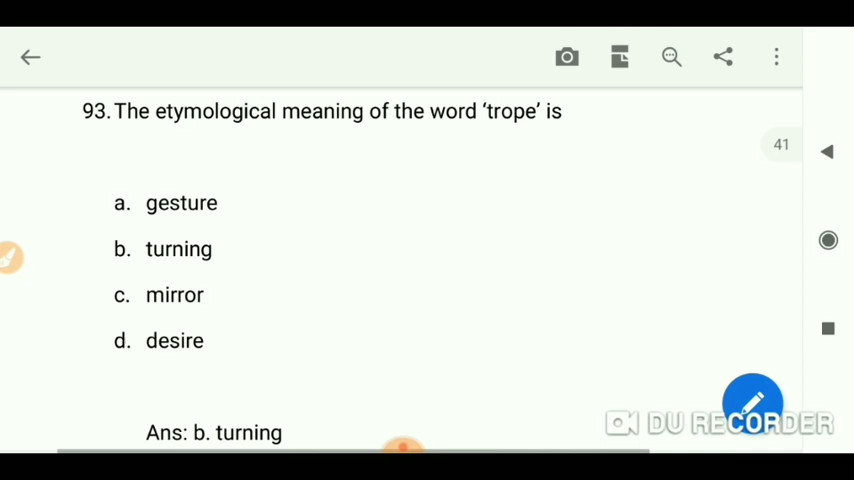 93. The etymological meaning of the word ‘trope’ is
41
a. gesture
b. turning
c. mirror
d. desire
Ans: b. turning
DU RECORDER